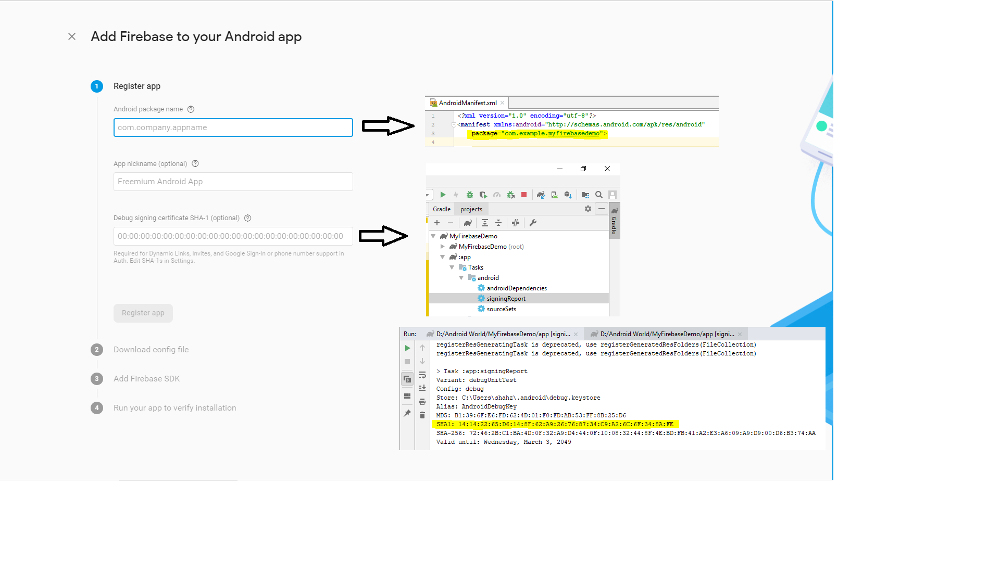 Add Firebase to your Android app
1 Register app
Android package name
com.company.appname
App nickname (optional)
Freemium Android App
Debug signing certificate SHA-1 (optional)
00:00:00:00:00:00:00:00:00:00:00:00:00:00:00:00:00:00:00:00
Required for Dynamic Links, Invites, and Google Sign-In or phone number support in
Auth. Edit SHA-1s in Settings.
Register app
2 Download config file
3 Add Firebase SDK
4 Run your app to verify installation
AndroidManifest.xml
1 <?xml version="1.0" encoding="utf-8"?>
2 <manifest xmlns:android="http://schemas.android.com/apk/res/android"
3 package="com.example.myfirebasedemo">
4
Gradle projects
Gradle
MyFirebaseDemo
MyFirebaseDemo (root)
:app
Tasks
android
androidDependencies
signingReport
sourceSets
Run: D:/Android World/MyFirebaseDemo/app [signi... D:/Android World/MyFirebaseDemo/app [signi...
registerResGeneratingTask is deprecated, use registerGeneratedResFolders(FileCollection)
registerResGeneratingTask is deprecated, use registerGeneratedResFolders(FileCollection)
> Task :app:signingReport
Variant: debugUnitTest
Config: debug
Store: C:\Users\shahz\.android\debug.keystore
Alias: AndroidDebugKey
MD5: B1:39:6F:E6:FD:62:4D:01:F0:FD:AB:53:FF:8B:25:D6
SHA1: 14:14:22:65:D6:14:8F:62:A9:26:76:87:34:C9:A2:6C:6F:34:8A:FE
SHA-256: 72:46:2B:C1:BA:4D:0F:32:A9:D4:44:0F:10:08:32:44:8F:4E:BD:FB:41:A2:E3:A6:09:A9:D9:00:D6:B3:74:AA
Valid until: Wednesday, March 3, 2049